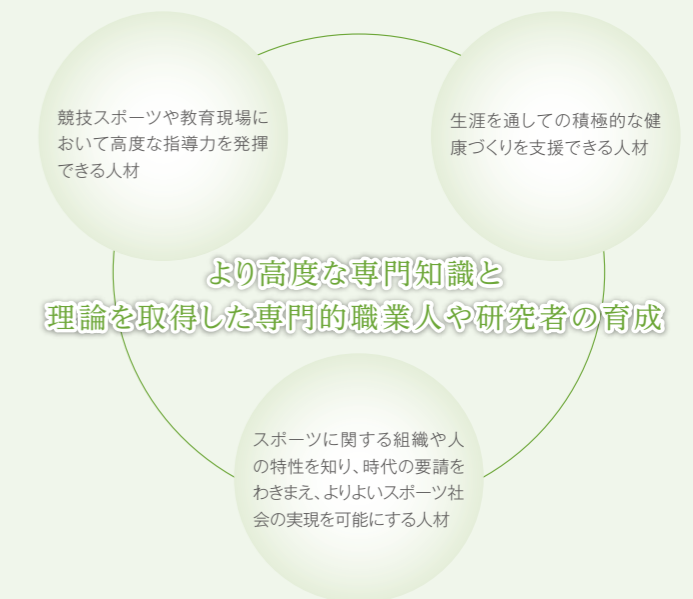 競技スポーツや教育現場に
おいて高度な指導力を発揮
できる人材
生涯を通しての積極的な健
康づくりを支援できる人材
より高度な専門知識と
理論を取得した専門的職業人や研究者の育成
スポーツに関する組織や人
の特性を知り、時代の要請を
わきまえ、よりよいスポーツ社
会の実現を可能にする人材